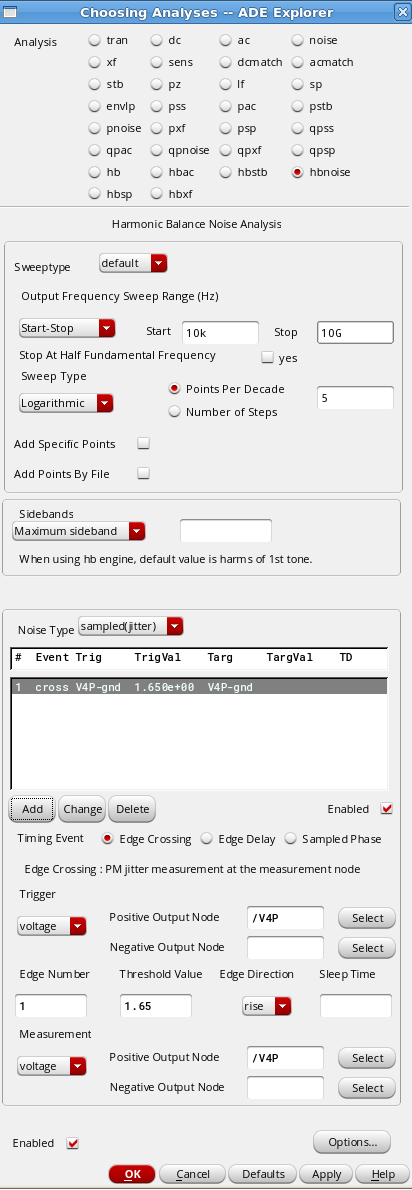 Choosing Analyses -- ADE Explorer
Analysis tran dc ac noise
xf sens dcmatch acmatch
stb pz lf sp
envlp pss pac pstb
pnoise pxf psp qpss
qpac qpnoise qpxf qpsp
hb hbac hbstb hbnoise
hbsp hbxf
Harmonic Balance Noise Analysis
Sweeptype default
Output Frequency Sweep Range (Hz)
Start-Stop Start 10k Stop 10G
Stop At Half Fundamental Frequency yes
Sweep Type
Logarithmic Points Per Decade 5
Number of Steps
Add Specific Points
Add Points By File
Sidebands
Maximum sideband
When using hb engine, default value is harms of 1st tone.
Noise Type sampled(jitter)
# Event Trig TrigVal Targ TargVal TD
1 cross V4P-gnd 1.650e+00 V4P-gnd
Add Change Delete Enabled
Timing Event Edge Crossing Edge Delay Sampled Phase
Edge Crossing : PM jitter measurement at the measurement node
Trigger
voltage Positive Output Node /V4P Select
Negative Output Node Select
Edge Number Threshold Value Edge Direction Sleep Time
1 1.65 rise
Measurement
voltage Positive Output Node /V4P Select
Negative Output Node Select
Enabled Options...
OK Cancel Defaults Apply Help